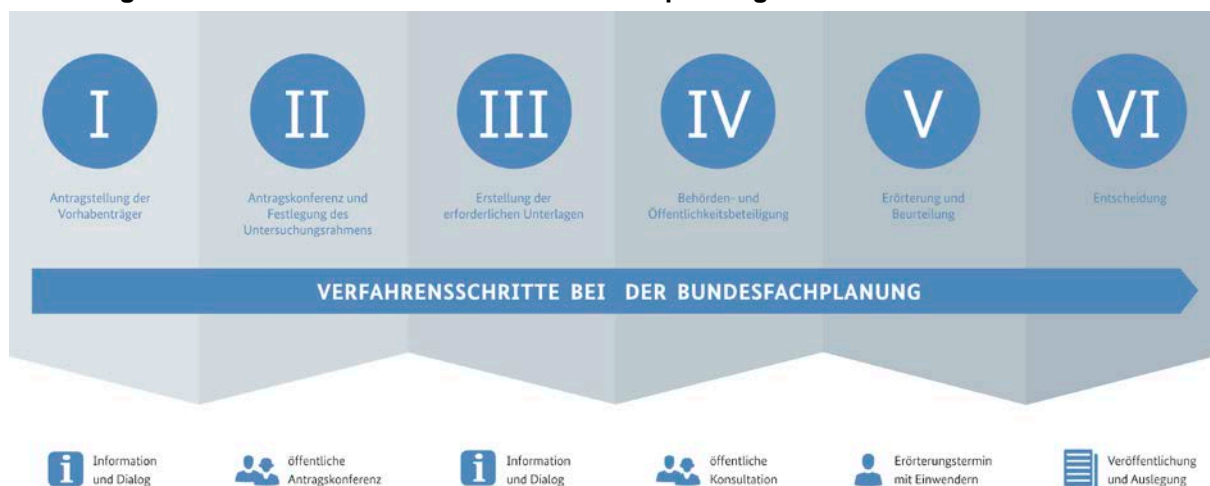 I
Antragstellung der
Vorhabenträger
II
Antragskonferenz und
Festlegung des
Untersuchungsrahmens
III
Erstellung der
erforderlichen Unterlagen
IV
Behörden- und
Öffentlichkeitsbeteiligung
V
Erörterung und
Beurteilung
VI
Entscheidung
VERFAHRENSSCHRITTE BEI DER BUNDESFACHPLANUNG
i
Information
und Dialog
öffentliche
Antragskonferenz
i
Information
und Dialog
öffentliche
Konsultation
Erörterungstermin
mit Einwendern
Veröffentlichung
und Auslegung